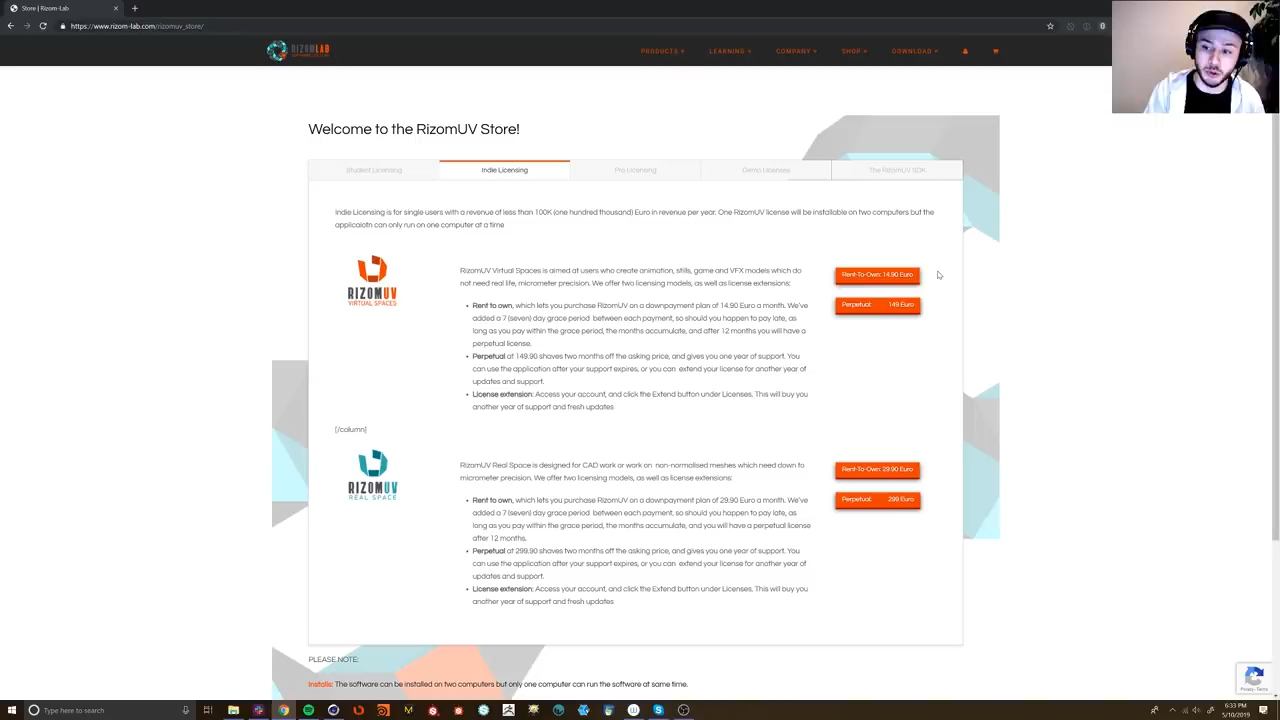 Store | Rizom-Lab
https://www.rizom-lab.com/rizomuv_store/
RIZOMLAB
PRODUCTS
LEARNING
COMPANY
SHOP
DOWNLOAD
Welcome to the RizomUV Store!
Student Licensing
Indie Licensing
Pro Licensing
Demo Licenses
The RizomUV SDK
Indie Licensing is for single users with a revenue of less than 100K (one hundred thousand) Euro in revenue per year. One RizomUV license will be installable on two computers but the
applicaiotn can only run on one computer at a time
RIZOMUV
VIRTUAL SPACES
RizomUV Virtual Spaces is aimed at users who create animation, stills, game and VFX models which do
not need real life, micrometer precision. We offer two licensing models, as well as license extensions:
• Rent to own, which lets you purchase RizomUV on a downpayment plan of 14.90 Euro a month. We've
added a 7 (seven) day grace period between each payment, so should you happen to pay late, as
long as you pay within the grace period, the months accumulate, and after 12 months you will have a
perpetual license.
• Perpetual at 149.90 shaves two months off the asking price, and gives you one year of support. You
can use the application after your support expires, or you can extend your license for another year of
updates and support.
• License extension: Access your account, and click the Extend button under Licenses. This will buy you
another year of support and fresh updates
Rent-To-Own: 14.90 Euro
Perpetual: 149 Euro
[/column]
RIZOMUV
REAL SPACE
RizomUV Real Space is designed for CAD work or work on non-normalised meshes which need down to
micrometer precision. We offer two licensing models, as well as license extensions:
• Rent to own, which lets you purchase RizomUV on a downpayment plan of 29.90 Euro a month. We've
added a 7 (seven) day grace period between each payment, so should you happen to pay late, as
long as you pay within the grace period, the months accumulate, and you will have a perpetual license
after 12 months.
• Perpetual at 299.90 shaves two months off the asking price, and gives you one year of support. You
can use the application after your support expires, or you can extend your license for another year of
updates and support.
• License extension: Access your account, and click the Extend button under Licenses. This will buy you
another year of support and fresh updates
Rent-To-Own: 29.90 Euro
Perpetual: 299 Euro
PLEASE NOTE:
Installs: The software can be installed on two computers but only one computer can run the software at same time.
Privacy - Terms
Type here to search
6:33 PM
5/10/2019